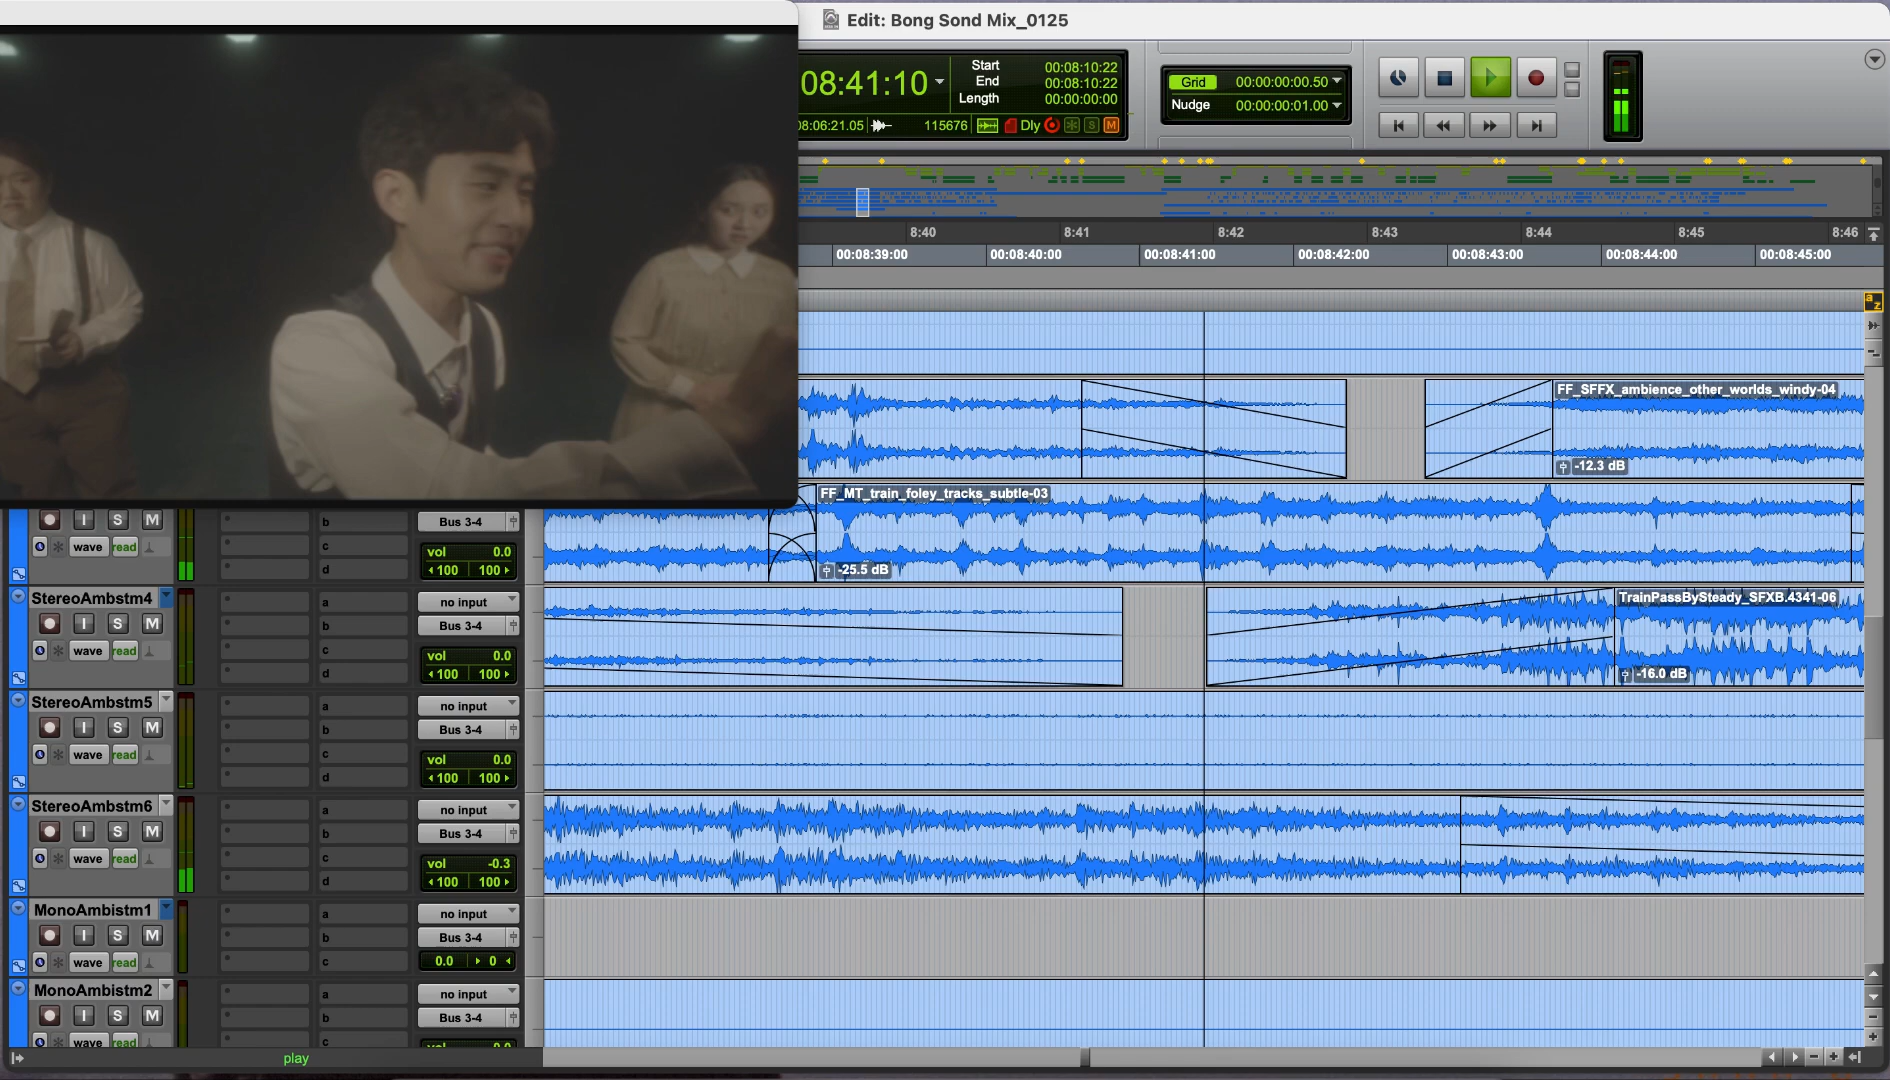 Edit: Bong Sond Mix_0125
08:41:10
Start 00:08:10:22
End 00:08:10:22
Length 00:00:00:00
08:06:21.05 115676 Dly S M
Grid 00:00:00:00.50
Nudge 00:00:00:01.00
8:40 8:41 8:42 8:43 8:44 8:45 8:46
00:08:39:00 00:08:40:00 00:08:41:00 00:08:42:00 00:08:43:00 00:08:44:00 00:08:45:00
a z
FF_SFFX_ambience_other_worlds_windy-04
-12.3 dB
FF_MT_train_foley_tracks_subtle-03
-25.5 dB
I S M
wave read
b
c
d
Bus 3-4
vol 0.0
100 100
StereoAmbstm4
I S M
wave read
a
b
c
d
no input
Bus 3-4
vol 0.0
100 100
TrainPassBySteady_SFXB.4341-06
-16.0 dB
StereoAmbstm5
I S M
wave read
a
b
c
d
no input
Bus 3-4
vol 0.0
100 100
StereoAmbstm6
I S M
wave read
a
b
c
d
no input
Bus 3-4
vol -0.3
100 100
MonoAmbistm1
I S M
wave read
a
b
c
no input
Bus 3-4
0.0 0
MonoAmbistm2
I S M
wave read
a
b
c
no input
Bus 3-4
vol 0.0
play